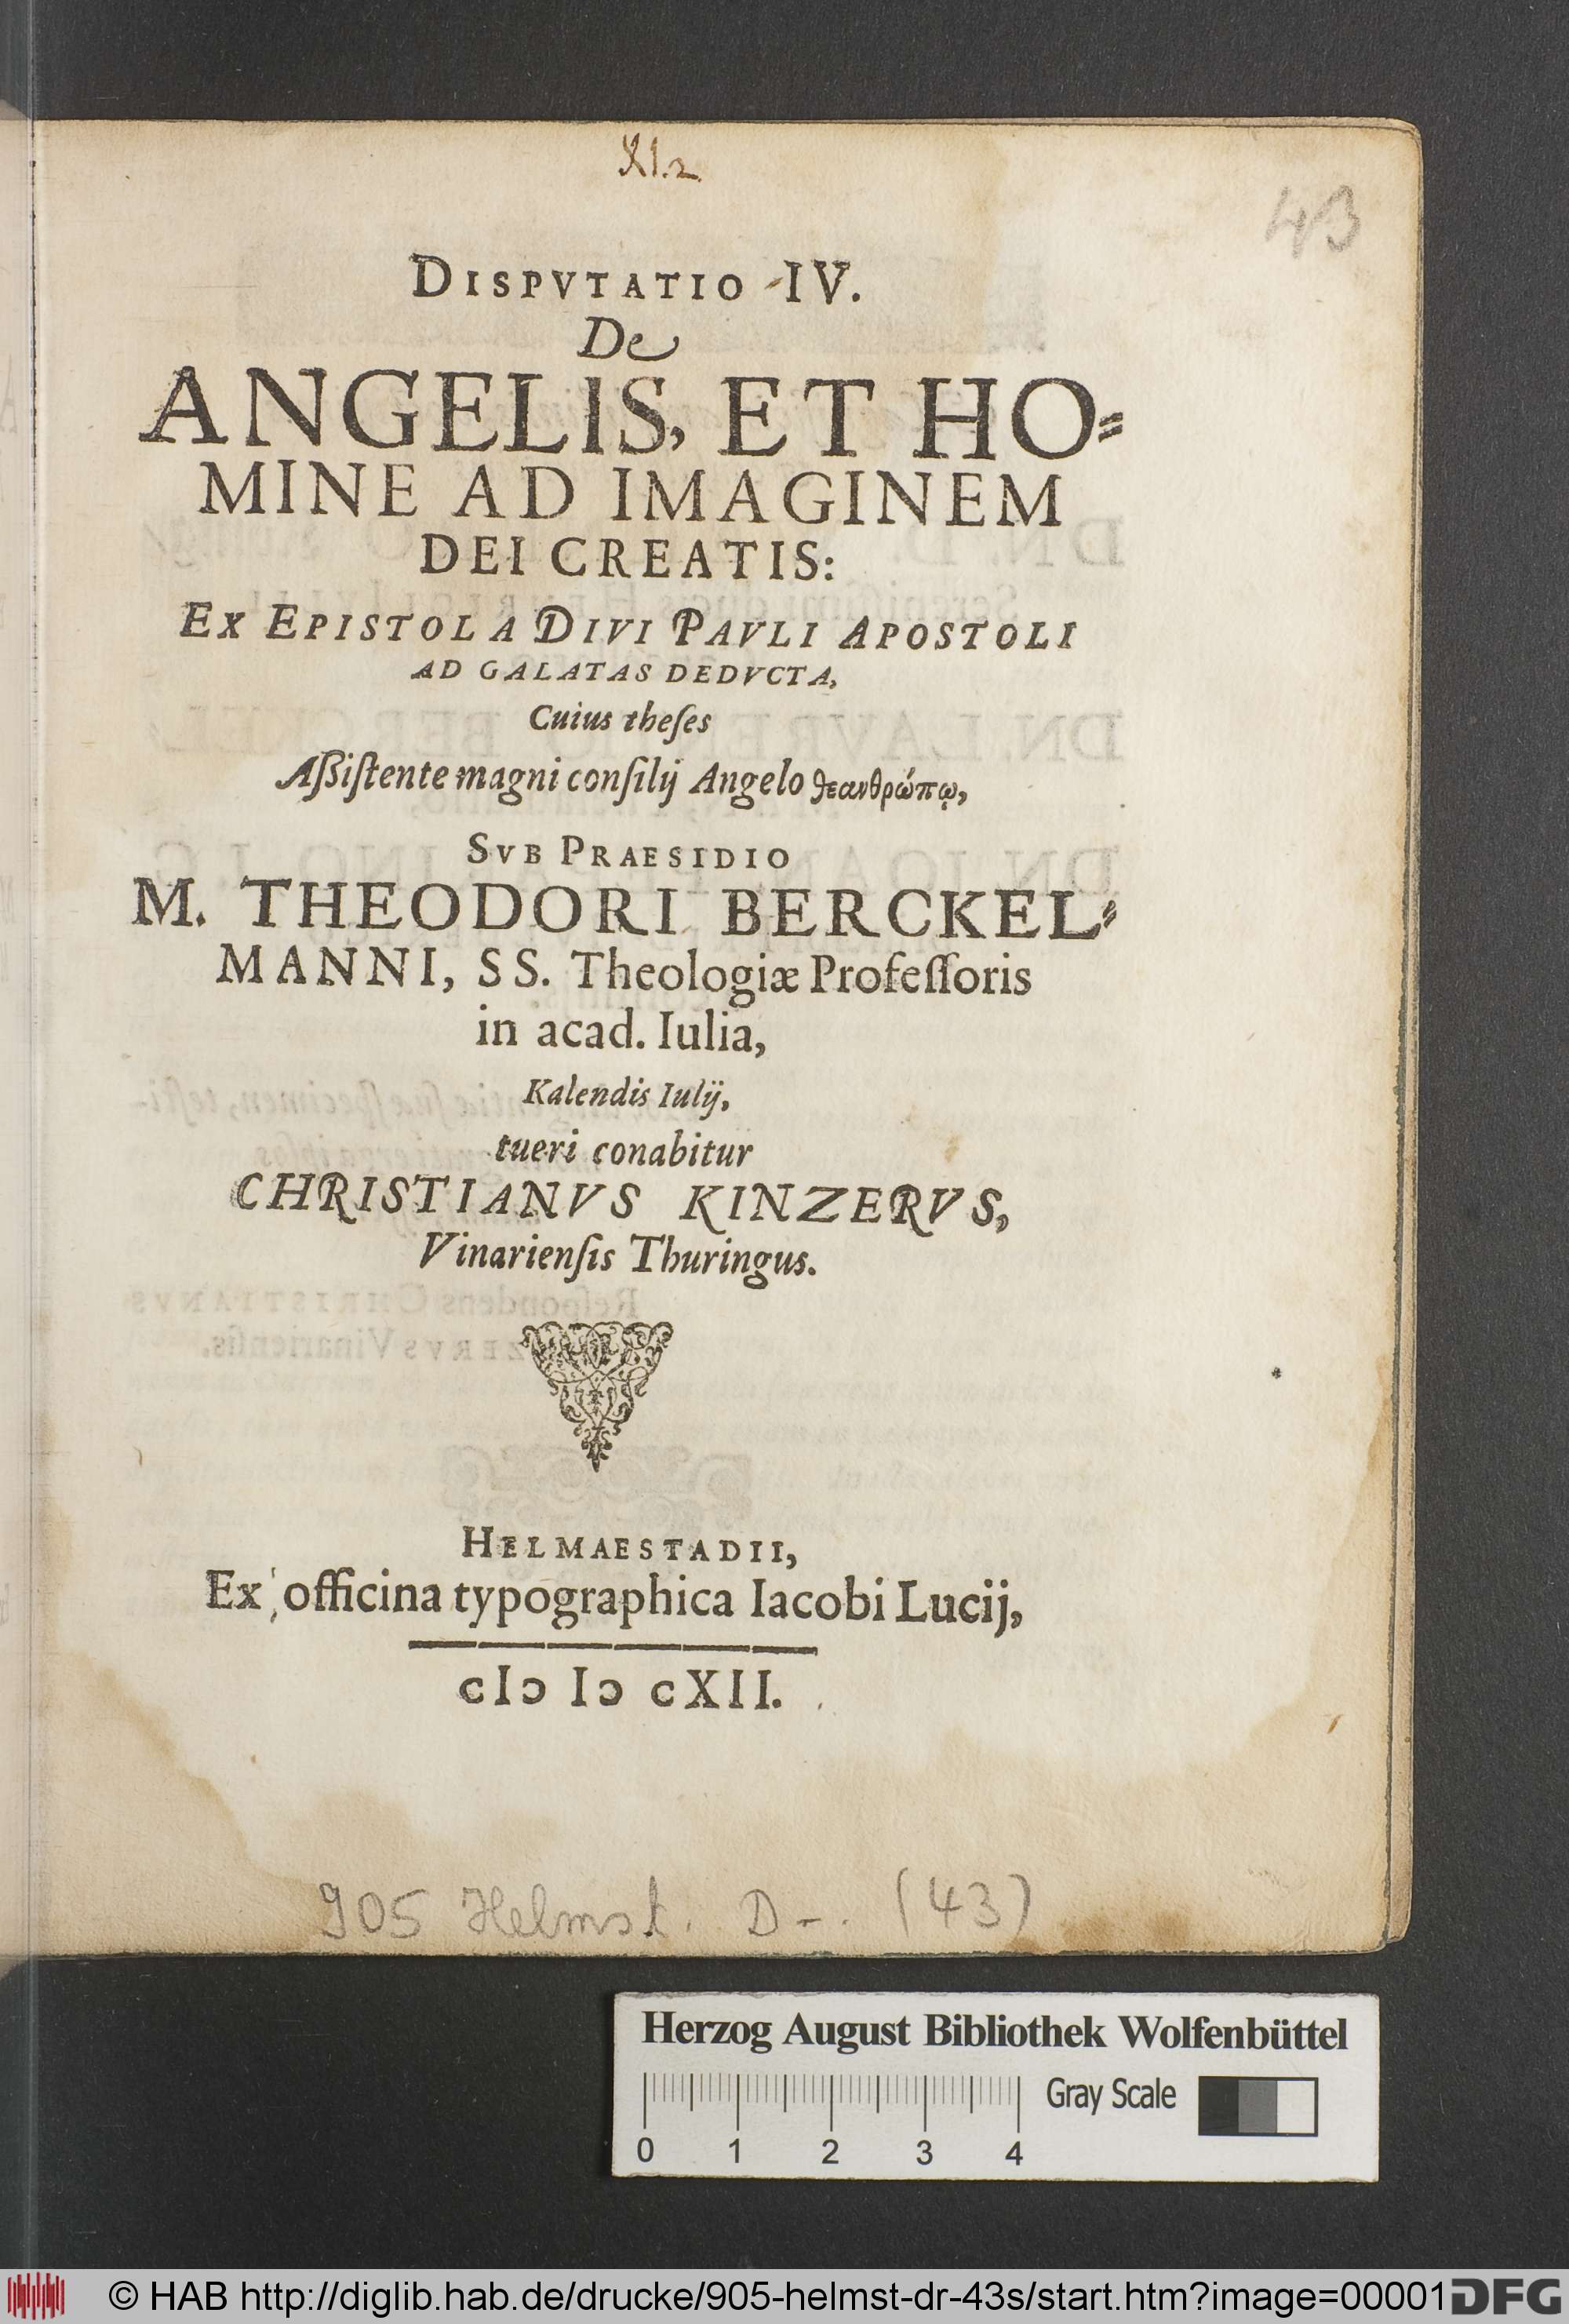 XI.2.
43
DISPVTATIO IV.
De
ANGELIS, ET HO=
MINE AD IMAGINEM
DEI CREATIS:
EX EPISTOLA DIVI PAVLI APOSTOLI
AD GALATAS DEDVCTA,
Cuius theſes
Aßiſtente magni conſilij Angelo θεανθρώπῳ,
SVB PRAESIDIO
M. THEODORI BERCKEL=
MANNI, SS. Theologiæ Profeſſoris
in acad. Iulia,
Kalendis Iulij,
tueri conabitur
CHRISTIANVS KINZERVS,
Vinarienſis Thuringus.
HELMAESTADII,
Ex officina typographica Iacobi Lucij,
cIↄ Iↄ cXII.
905 Helmst. D-. (43)
Herzog August Bibliothek Wolfenbüttel
Gray Scale
0 1 2 3 4
© HAB http://diglib.hab.de/drucke/905-helmst-dr-43s/start.htm?image=00001
DFG